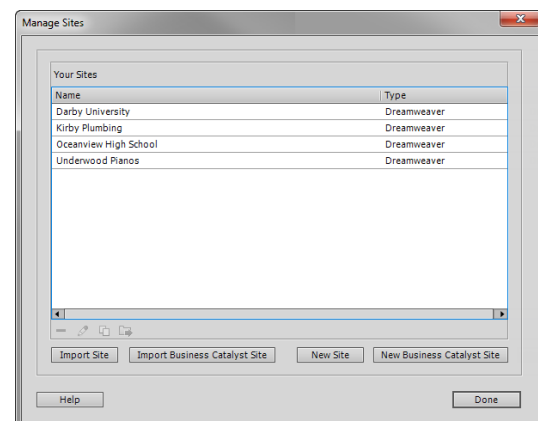 Manage Sites
Your Sites
Name Type
Darby University Dreamweaver
Kirby Plumbing Dreamweaver
Oceanview High School Dreamweaver
Underwood Pianos Dreamweaver
Import Site Import Business Catalyst Site New Site New Business Catalyst Site
Help Done